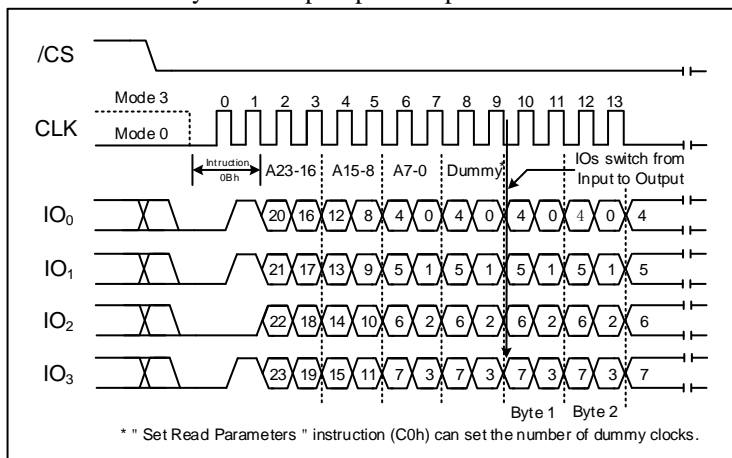 /CS
Mode 3
0 1 2 3 4 5 6 7 8 9 10 11 12 13
CLK
Mode 0
Intruction
0Bh
A23-16 A15-8 A7-0 Dummy*
IOs switch from
Input to Output
IO₀ 20 16 12 8 4 0 4 0 4 0 4 0 4
IO₁ 21 17 13 9 5 1 5 1 5 1 5 1 5
IO₂ 22 18 14 10 6 2 6 2 6 2 6 2 6
IO₃ 23 19 15 11 7 3 7 3 7 3 7 3 7
Byte 1 Byte 2
* " Set Read Parameters " instruction (C0h) can set the number of dummy clocks.